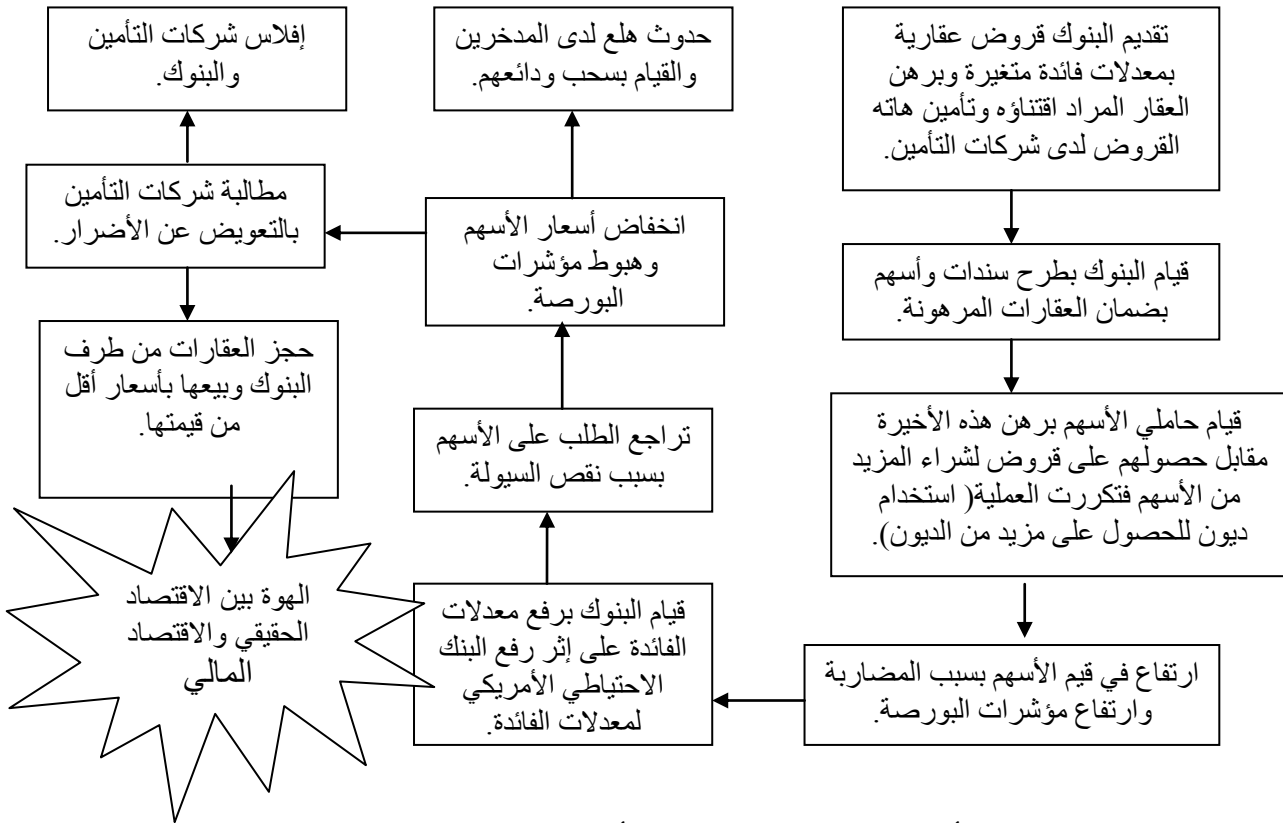 تقديم البنوك قروض عقارية
بمعدلات فائدة متغيرة وبرهن
العقار المراد اقتناؤه وتأمين هاته
القروض لدى شركات التأمين.
قيام البنوك بطرح سندات وأسهم
بضمان العقارات المرهونة.
قيام حاملي الأسهم برهن هذه الأخيرة
مقابل حصولهم على قروض لشراء المزيد
من الأسهم فتكررت العملية( استخدام
ديون للحصول على مزيد من الديون).
ارتفاع في قيم الأسهم بسبب المضاربة
وارتفاع مؤشرات البورصة.
قيام البنوك برفع معدلات
الفائدة على إثر رفع البنك
الاحتياطي الأمريكي
لمعدلات الفائدة.
تراجع الطلب على الأسهم
بسبب نقص السيولة.
انخفاض أسعار الأسهم
وهبوط مؤشرات
البورصة.
حدوث هلع لدى المدخرين
والقيام بسحب ودائعهم.
مطالبة شركات التأمين
بالتعويض عن الأضرار.
إفلاس شركات التأمين
والبنوك.
حجز العقارات من طرف
البنوك وبيعها بأسعار أقل
من قيمتها.
الهوة بين الاقتصاد
الحقيقي والاقتصاد
المالي